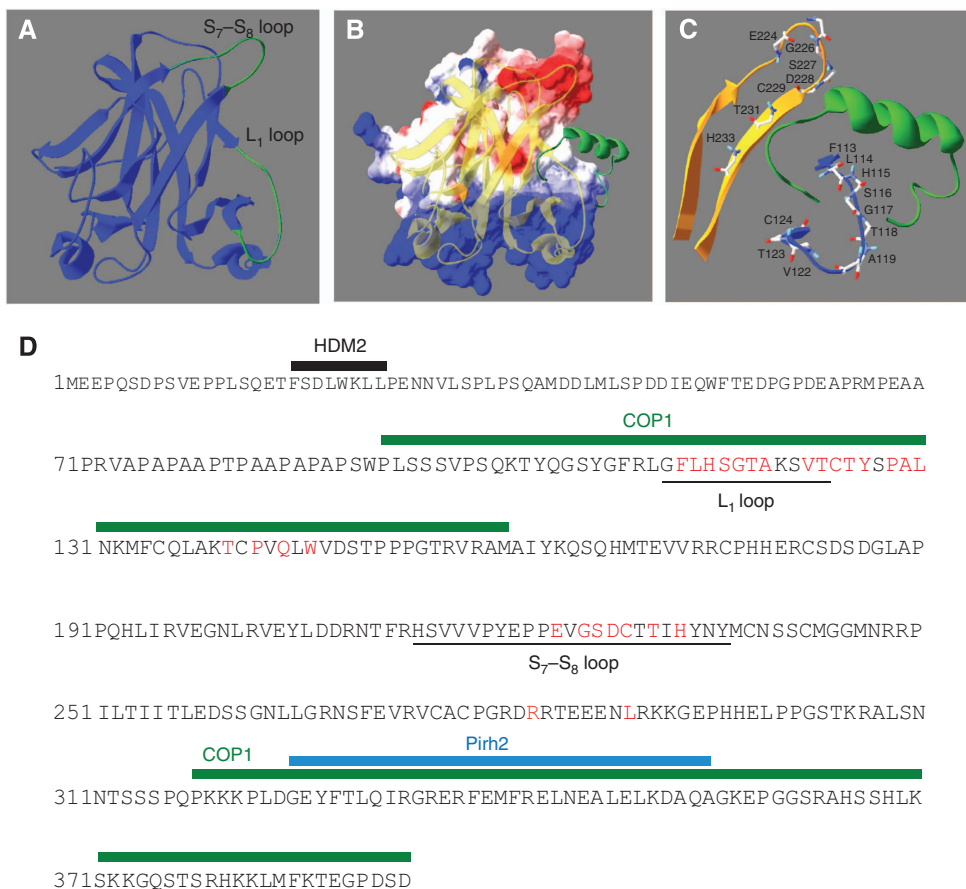 A
S7–S8 loop
L1 loop
B
C
E224
G226
S227
D228
C229
T231
H233
F113
L114
H115
S116
G117
T118
C124
T123
A119
V122
D
HDM2
1MEEPQSDPSVEPPLSQETFSDLWKLLPENNVLSPLPSQAMDDLMLSPDDIEQWFTEDPGPDEAPRMPEAA
COP1
71PRVAPAPAAPTPAAPAPAPSWPLSSSVPSQKTYQGSYGFRLGFLHSGTAKSVTCTYSPAL
L1 loop
131NKMFCQLAKTCPVQLWVDSTPPPGTRVRAMAIYKQSQHMTEVVRRCPHHERCSDSDGLAP
191PQHLIRVEGNLRVEYLDDRNTFRHSVVVPYEPPEVGSDCTTIHYNYMCNSSCMGGMNRRP
S7–S8 loop
251ILTIITLEDSSGNLLGRNSFEVRVCACPGRDRRTEEENLRKKGEPHHELPPGSTKRALSN
COP1
Pirh2
311NTSSSPQPKKKPLDGEYFTLQIRGRERFEMFRELNEALELKDAQAGKEPGGSRAHSSHLK
371SKKGQSTSRHKKLMFKTEGPDSD